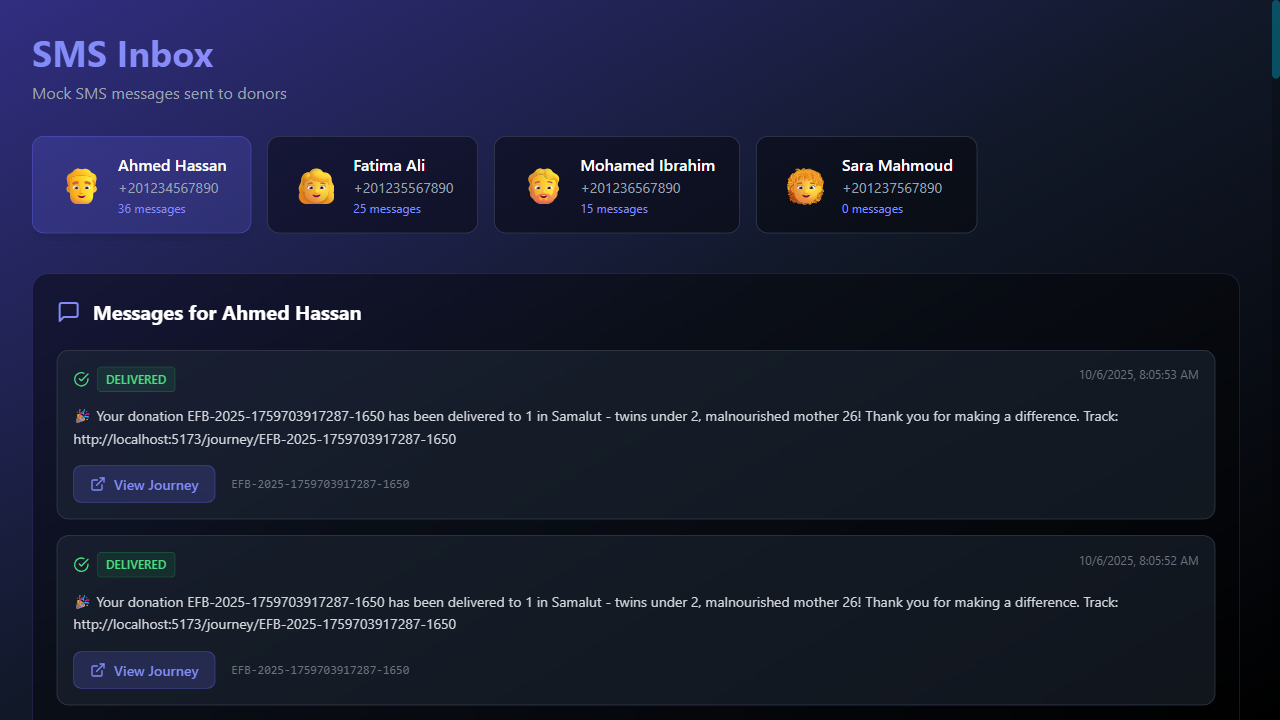 SMS Inbox
Mock SMS messages sent to donors
Ahmed Hassan
+201234567890
36 messages
Fatima Ali
+201235567890
25 messages
Mohamed Ibrahim
+201236567890
15 messages
Sara Mahmoud
+201237567890
0 messages
Messages for Ahmed Hassan
DELIVERED
10/6/2025, 8:05:53 AM
🎉 Your donation EFB-2025-1759703917287-1650 has been delivered to 1 in Samalut - twins under 2, malnourished mother 26! Thank you for making a difference. Track:
http://localhost:5173/journey/EFB-2025-1759703917287-1650
View Journey
EFB-2025-1759703917287-1650
DELIVERED
10/6/2025, 8:05:52 AM
🎉 Your donation EFB-2025-1759703917287-1650 has been delivered to 1 in Samalut - twins under 2, malnourished mother 26! Thank you for making a difference. Track:
http://localhost:5173/journey/EFB-2025-1759703917287-1650
View Journey
EFB-2025-1759703917287-1650